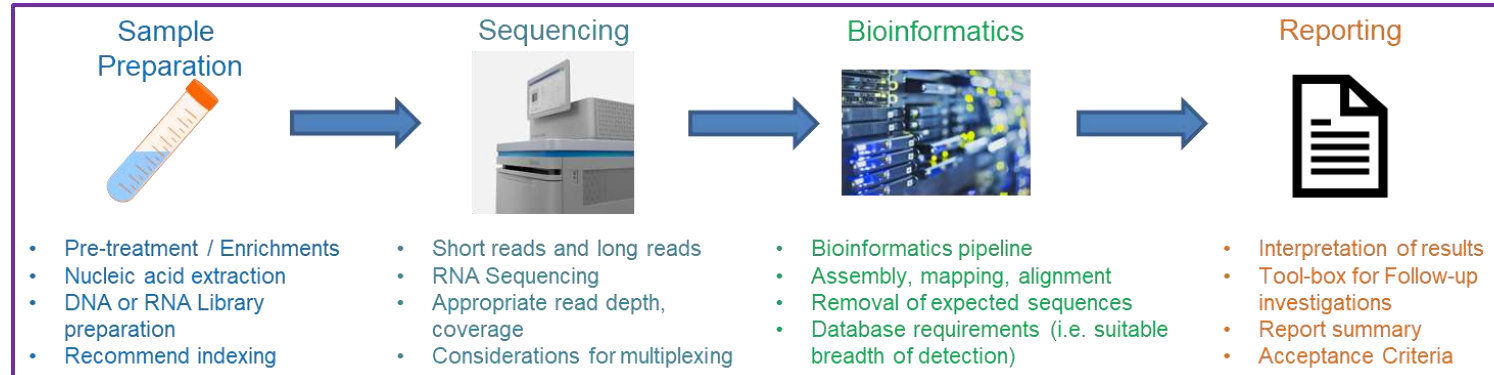 Sample
Preparation
Sequencing
Bioinformatics
Reporting
• Pre-treatment / Enrichments
• Nucleic acid extraction
• DNA or RNA Library
preparation
• Recommend indexing
• Short reads and long reads
• RNA Sequencing
• Appropriate read depth,
coverage
• Considerations for multiplexing
• Bioinformatics pipeline
• Assembly, mapping, alignment
• Removal of expected sequences
• Database requirements (i.e. suitable
breadth of detection)
• Interpretation of results
• Tool-box for Follow-up
investigations
• Report summary
• Acceptance Criteria